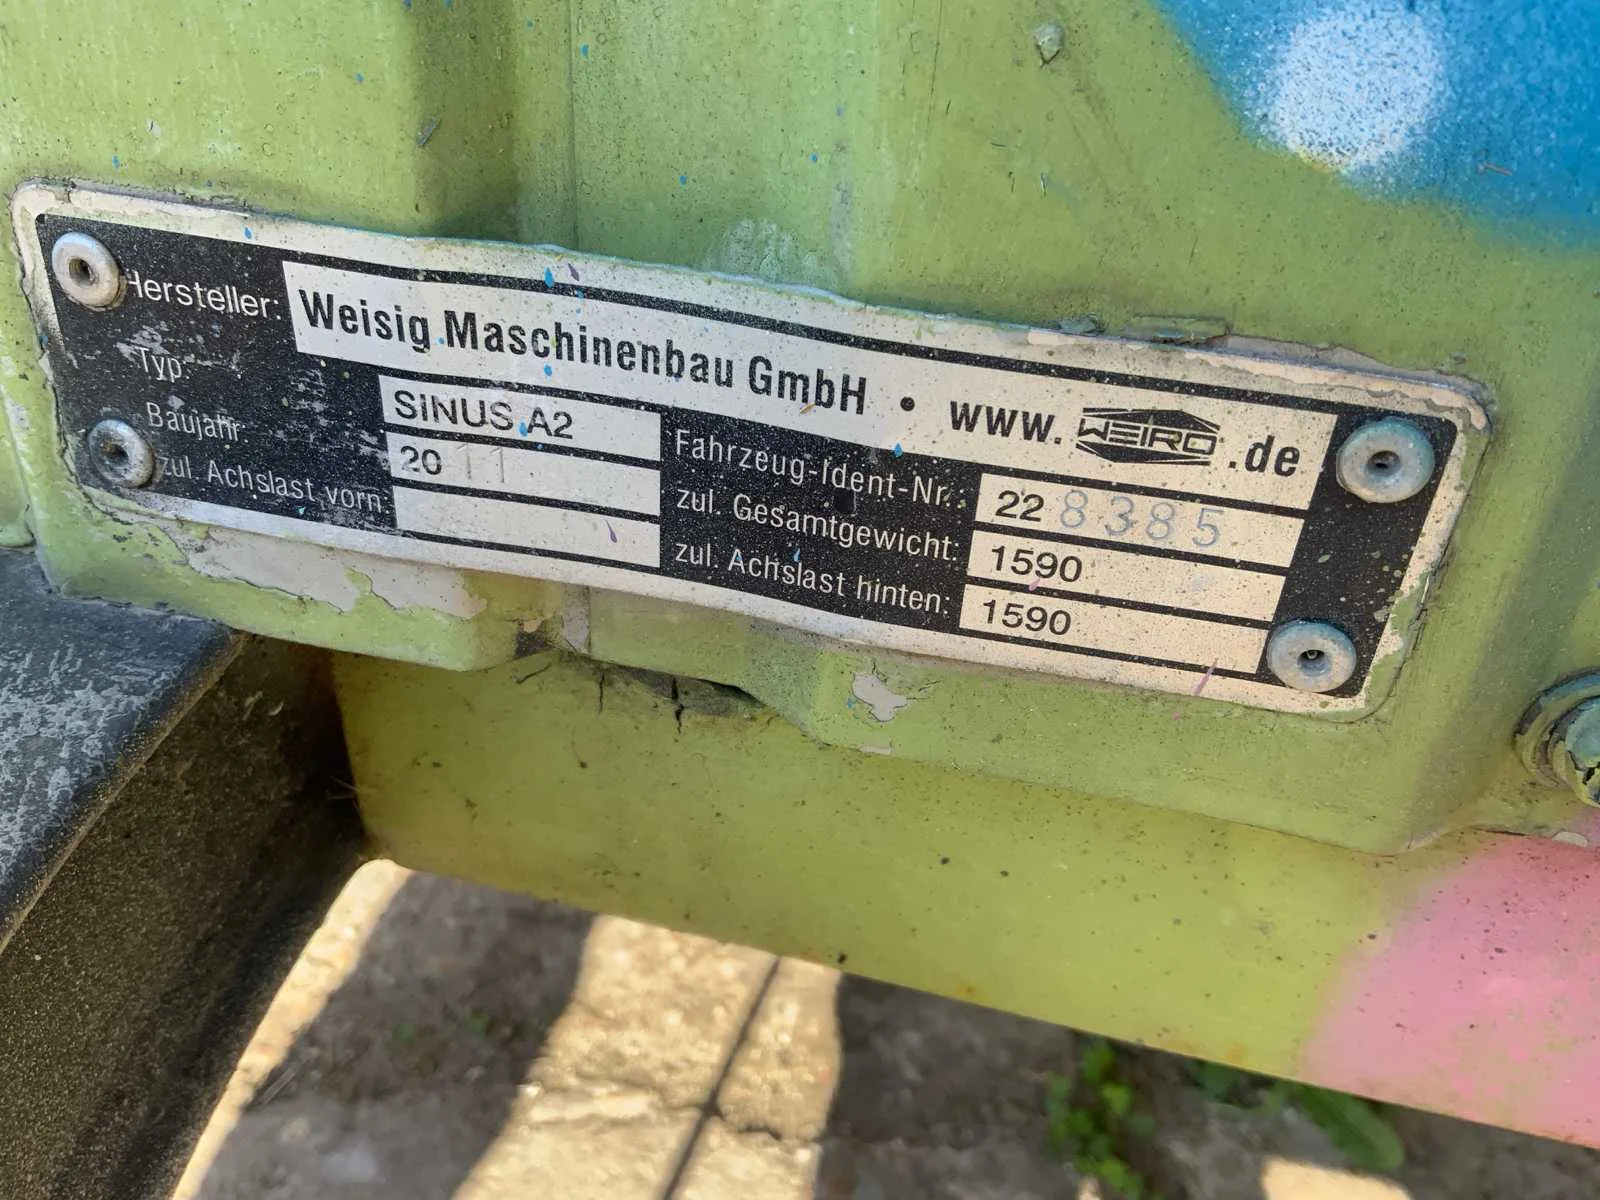 Hersteller: Weisig Maschinenbau GmbH • www.WEIRO.de
Typ: SINUS A2
Baujahr: 2011
zul. Achslast vorn:
Fahrzeug-Ident-Nr.: 228385
zul. Gesamtgewicht: 1590
zul. Achslast hinten: 1590